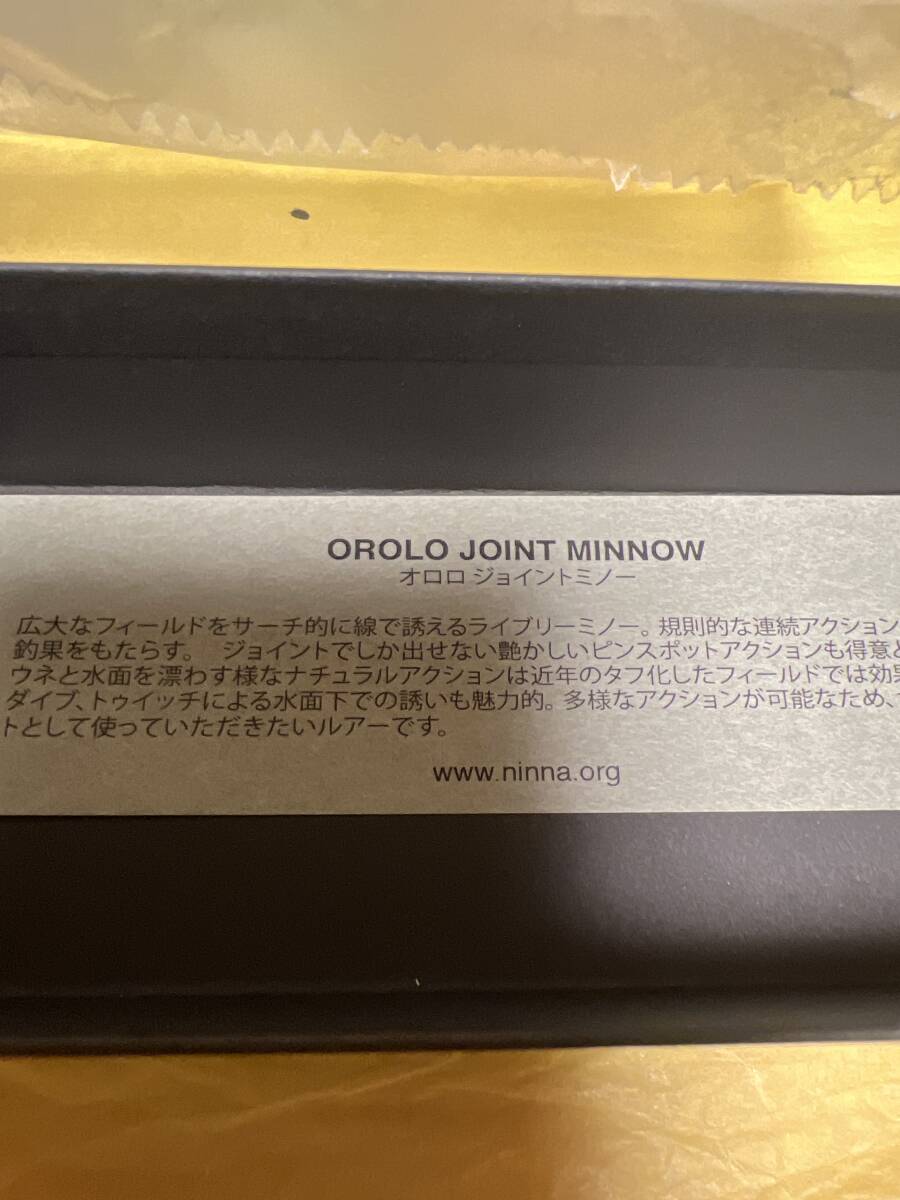 OROLO JOINT MINNOW
オロロ ジョイントミノー
広大なフィールドをサーチ的に線で誘えるライブリーミノー。規則的な連続アクション
釣果をもたらす。 ジョイントでしか出せない艶かしいピンスポットアクションも得意と
ウネと水面を漂わす様なナチュラルアクションは近年のタフ化したフィールドでは効果
ダイブ、トゥイッチによる水面下での誘いも魅力的。多様なアクションが可能なため、
トとして使っていただきたいルアーです。
www.ninna.org